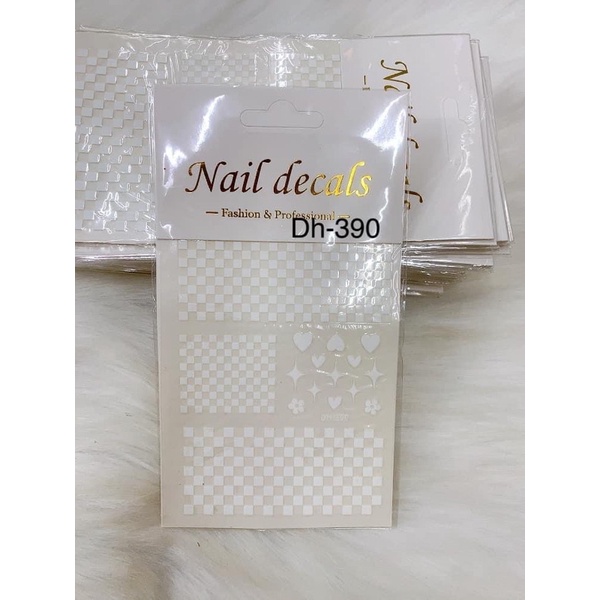 Nail decals
— Fashion & Professional —
Dh-390